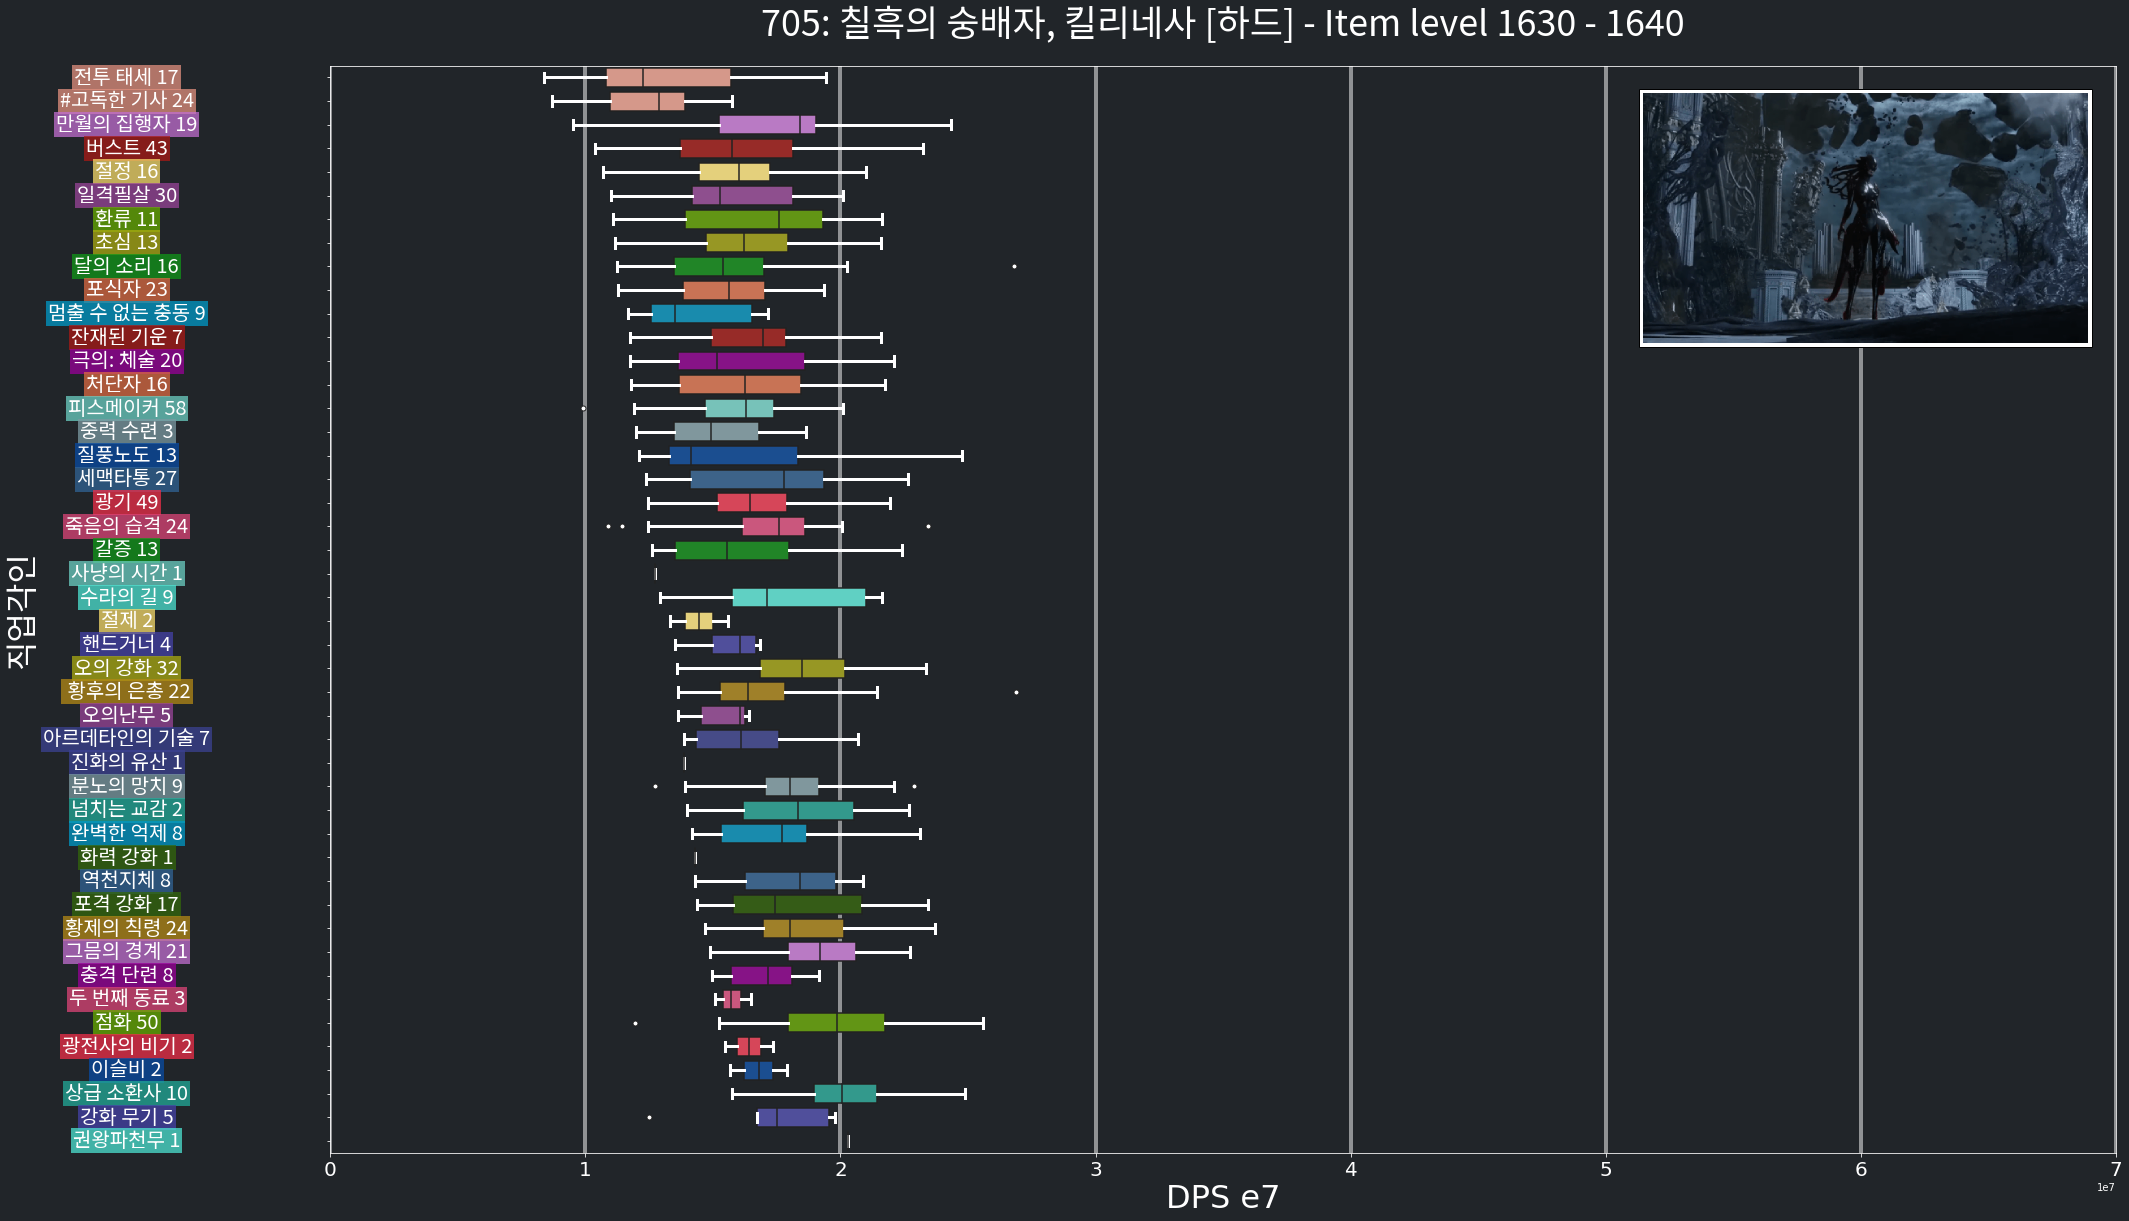 705: 칠흑의 숭배자, 킬리네사 [하드] - Item level 1630 - 1640
전투 태세 17
#고독한 기사 24
만월의 집행자 19
버스트 43
절정 16
일격필살 30
환류 11
초심 13
달의 소리 16
포식자 23
멈출 수 없는 충동 9
잔재된 기운 7
극의: 체술 20
처단자 16
피스메이커 58
중력 수련 3
질풍노도 13
세맥타통 27
광기 49
죽음의 습격 24
갈증 13
사냥의 시간 1
수라의 길 9
절제 2
핸드거너 4
오의 강화 32
황후의 은총 22
오의난무 5
아르데타인의 기술 7
진화의 유산 1
분노의 망치 9
넘치는 교감 2
완벽한 억제 8
화력 강화 1
역천지체 8
포격 강화 17
황제의 칙령 24
그믐의 경계 21
충격 단련 8
두 번째 동료 3
점화 50
광전사의 비기 2
이슬비 2
상급 소환사 10
강화 무기 5
권왕파천무 1
직업각인
0 1 2 3 4 5 6 7
1e7
DPS e7